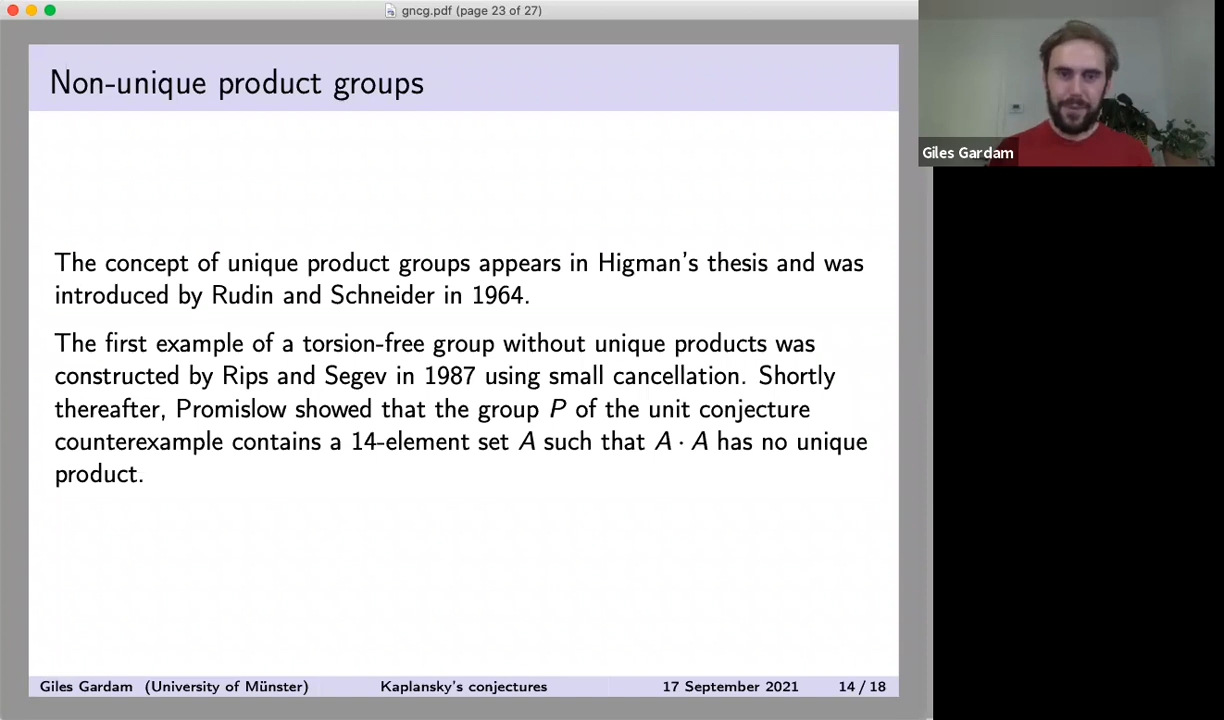 gncg.pdf (page 23 of 27)
Non-unique product groups
Giles Gardam
The concept of unique product groups appears in Higman's thesis and was
introduced by Rudin and Schneider in 1964.
The first example of a torsion-free group without unique products was
constructed by Rips and Segev in 1987 using small cancellation. Shortly
thereafter, Promislow showed that the group P of the unit conjecture
counterexample contains a 14-element set A such that A · A has no unique
product.
Giles Gardam (University of Münster) Kaplansky's conjectures 17 September 2021 14 / 18